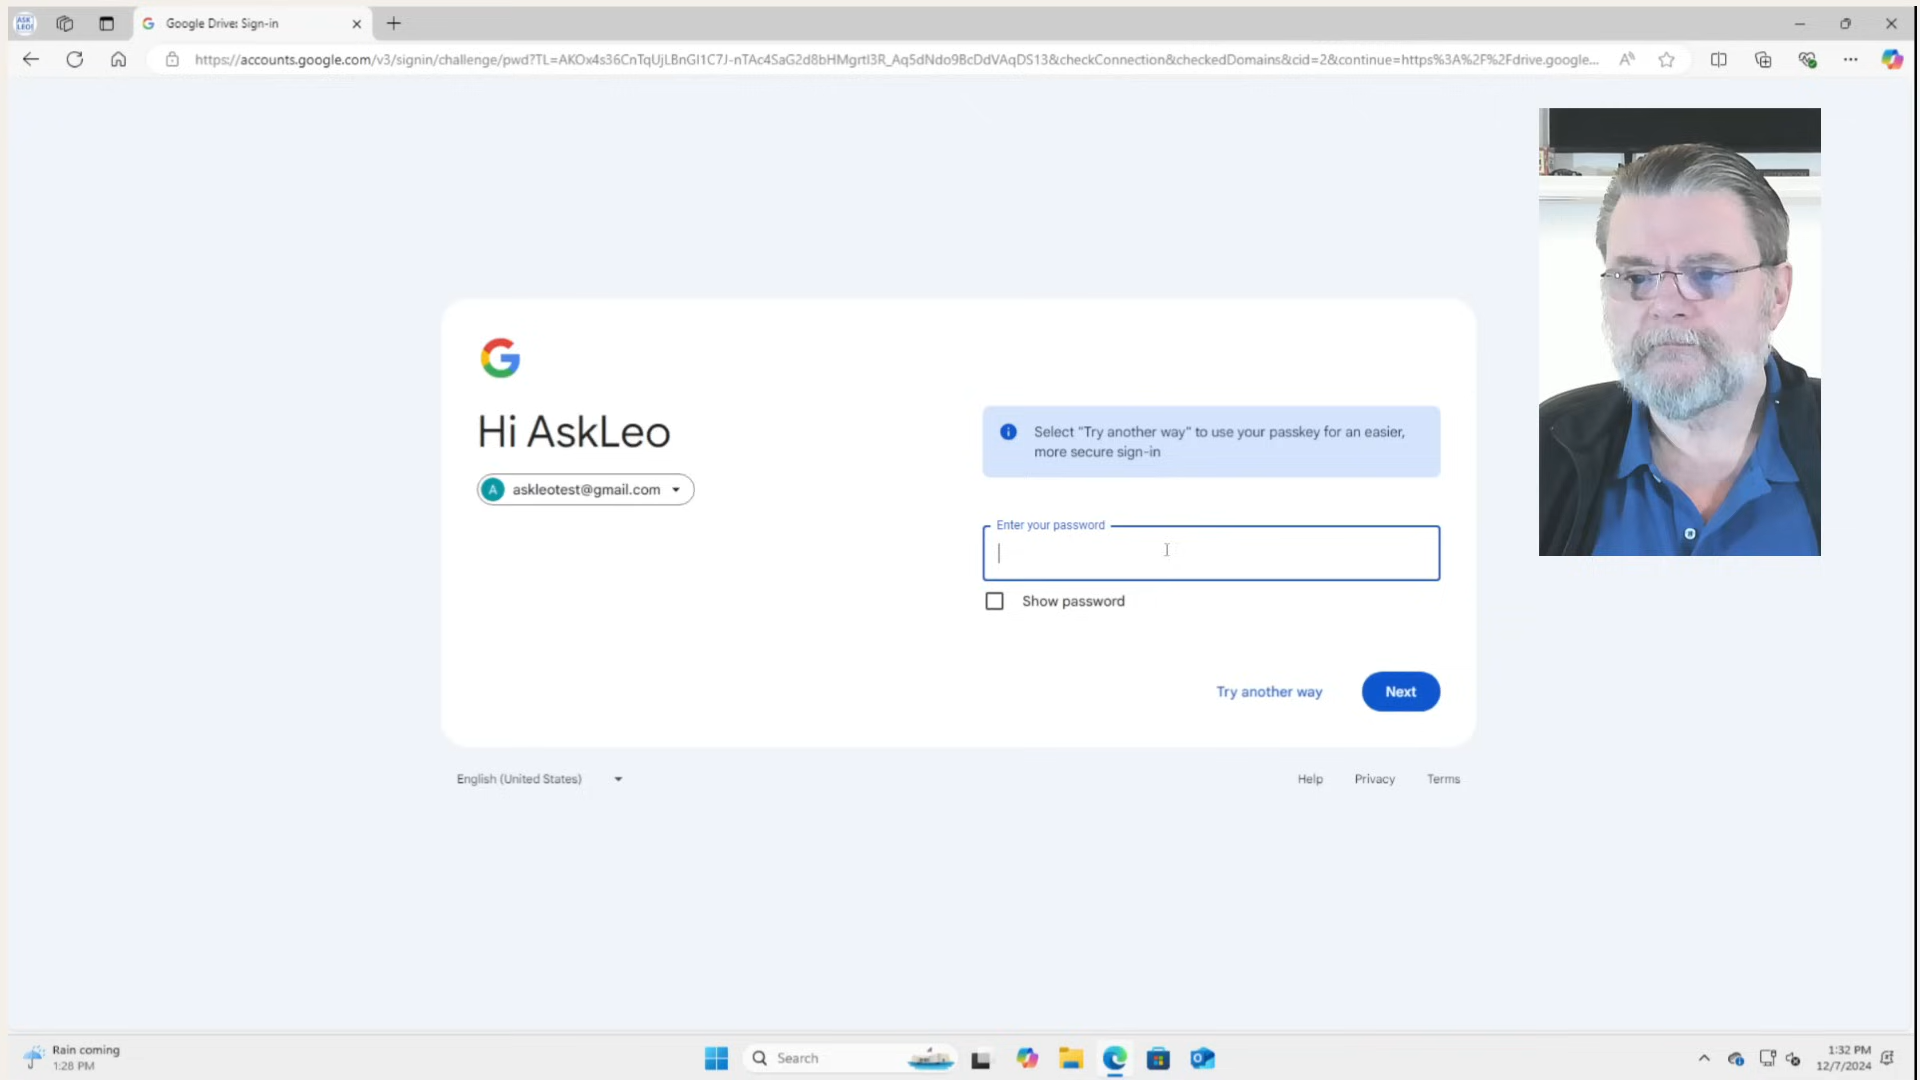 ASK
LEO!
Google Drive: Sign-in
https://accounts.google.com/v3/signin/challenge/pwd?TL=
&checkConnection&checkedDomains&cid=2&continue=https%3A%2F%2Fdrive.google...
G
Hi AskLeo
A askleotest@gmail.com
Select "Try another way" to use your passkey for an easier,
more secure sign-in
Enter your password
Show password
Try another way
Next
English (United States)
Help Privacy Terms
Rain coming
1:28 PM
Search
1:32 PM
12/7/2024